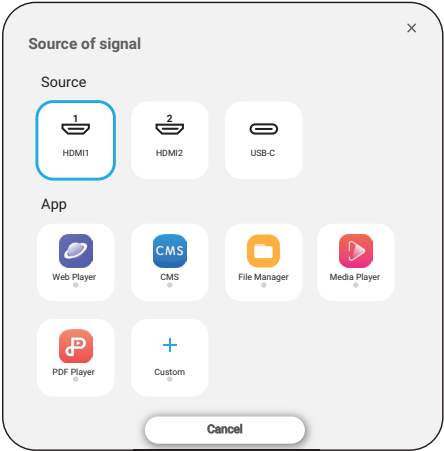 Source of signal
Source
1
2
HDMI1
HDMI2
USB-C
App
CMS
Web Player
CMS
File Manager
Media Player
PDF Player
Custom
Cancel